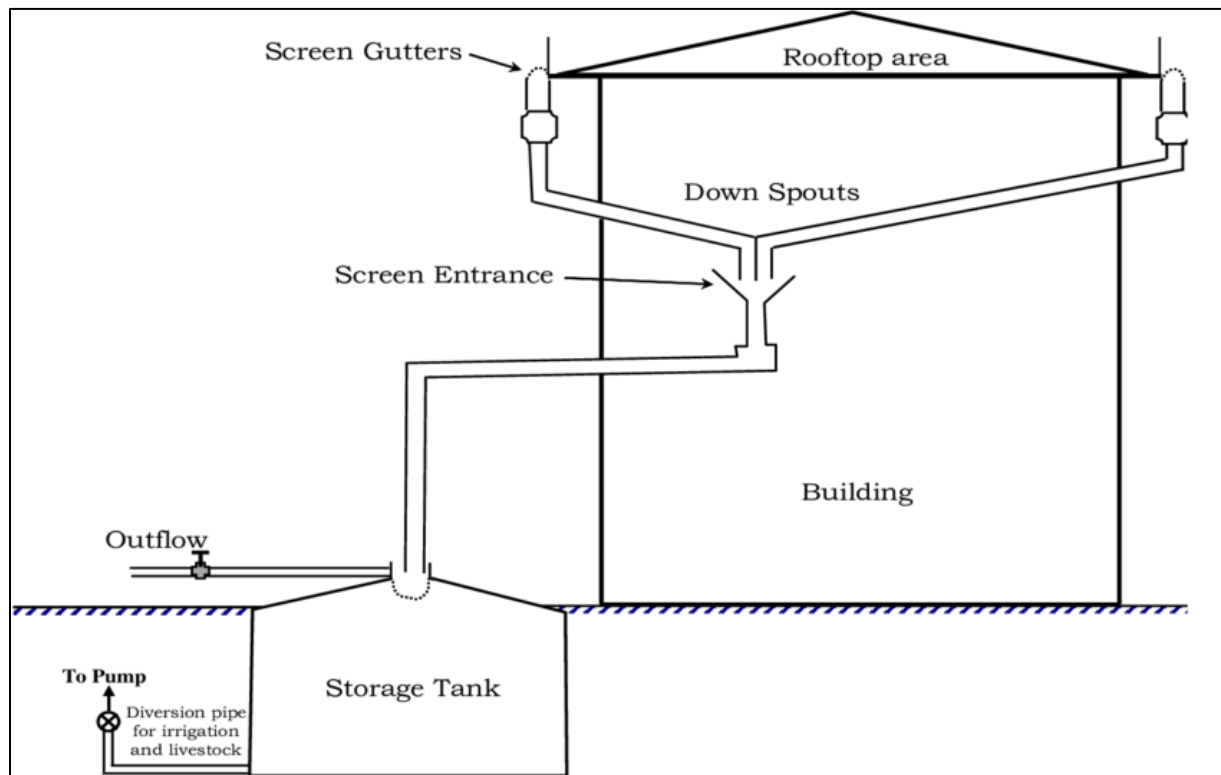 Screen Gutters
Rooftop area
Down Spouts
Screen Entrance
Building
Outflow
Storage Tank
To Pump
Diversion pipe
for irrigation
and livestock